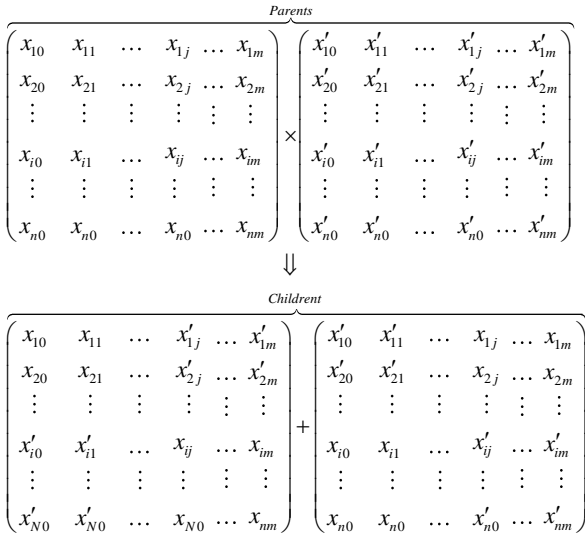 Parents
x10 x11 … x1j … x1m x′10 x′11 … x′1j … x′1m
x20 x21 … x2j … x2m x′20 x′21 … x′2j … x′2m
⋮ ⋮ ⋮ ⋮ ⋮ ⋮ ⋮ ⋮ ⋮ ⋮ ⋮ ⋮
xi0 xi1 … xij … xim × x′i0 x′i1 … x′ij … x′im
⋮ ⋮ ⋮ ⋮ ⋮ ⋮ ⋮ ⋮ ⋮ ⋮ ⋮ ⋮
xn0 xn0 … xn0 … xnm x′n0 x′n0 … x′n0 … x′nm
⇓
Childrent
x10 x11 … x′1j … x′1m x′10 x′11 … x1j … x1m
x20 x21 … x′2j … x′2m x′20 x′21 … x2j … x2m
⋮ ⋮ ⋮ ⋮ ⋮ ⋮ ⋮ ⋮ ⋮ ⋮ ⋮ ⋮
x′i0 x′i1 … xij … xim + xi0 xi1 … x′ij … x′im
⋮ ⋮ ⋮ ⋮ ⋮ ⋮ ⋮ ⋮ ⋮ ⋮ ⋮ ⋮
x′N0 x′N0 … xN0 … xnm xn0 xn0 … x′n0 … x′nm